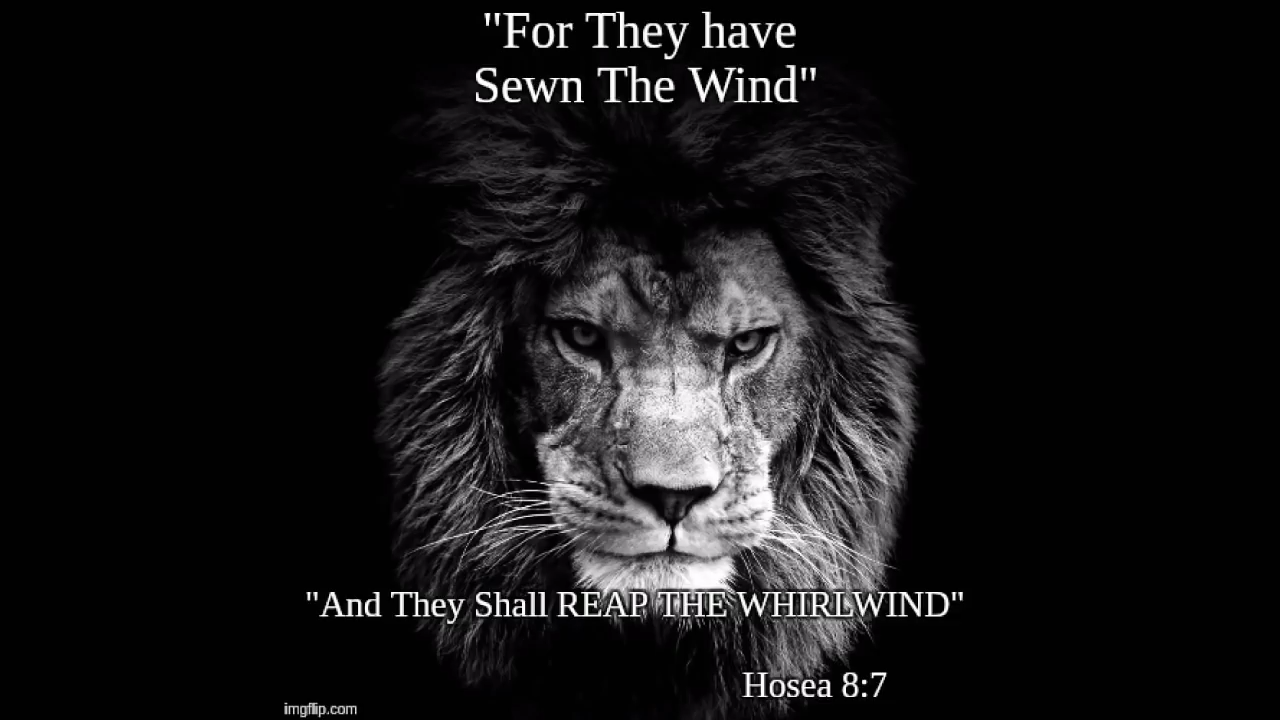 "For They have
Sewn The Wind"
"And They Shall REAP THE WHIRLWIND"
Hosea 8:7
imgflip.com